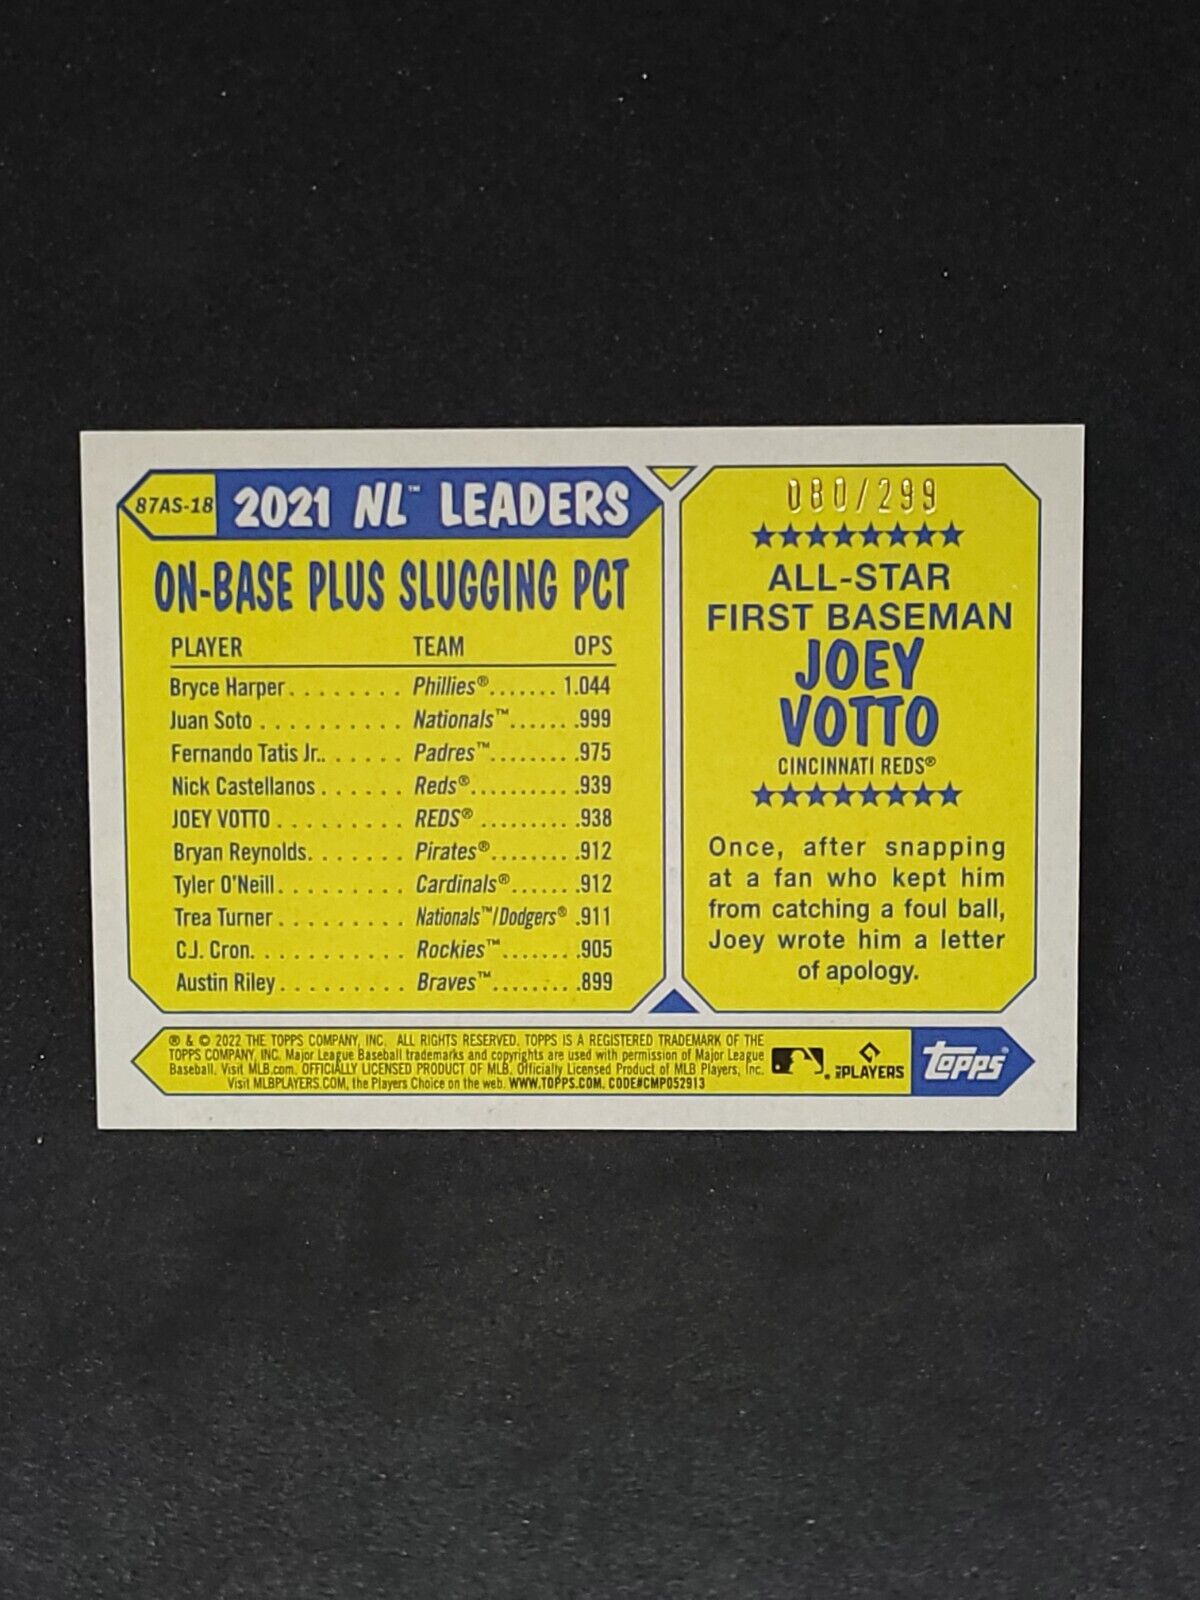 87AS-18
2021 NL™ LEADERS
ON-BASE PLUS SLUGGING PCT
PLAYER TEAM OPS
Bryce Harper........ Phillies®....... 1.044
Juan Soto .......... Nationals™....... .999
Fernando Tatis Jr....... Padres™......... .975
Nick Castellanos ...... Reds®.......... .939
JOEY VOTTO ......... REDS® ......... .938
Bryan Reynolds....... Pirates®......... .912
Tyler O'Neill......... Cardinals®....... .912
Trea Turner ......... Nationals™/Dodgers® .911
C.J. Cron........... Rockies™ ........ .905
Austin Riley......... Braves™......... .899
080/299
★★★★★★★★
ALL-STAR
FIRST BASEMAN
JOEY
VOTTO
CINCINNATI REDS®
★★★★★★★★
Once, after snapping
at a fan who kept him
from catching a foul ball,
Joey wrote him a letter
of apology.
® & © 2022 THE TOPPS COMPANY, INC. ALL RIGHTS RESERVED. TOPPS IS A REGISTERED TRADEMARK OF THE
TOPPS COMPANY, INC. Major League Baseball trademarks and copyrights are used with permission of Major League
Baseball. Visit MLB.com. OFFICIALLY LICENSED PRODUCT OF MLB. Officially Licensed Product of MLB Players, Inc.
Visit MLBPLAYERS.COM, the Players Choice on the web. WWW.TOPPS.COM. CODE#CMP052913
PLAYERS
topps®